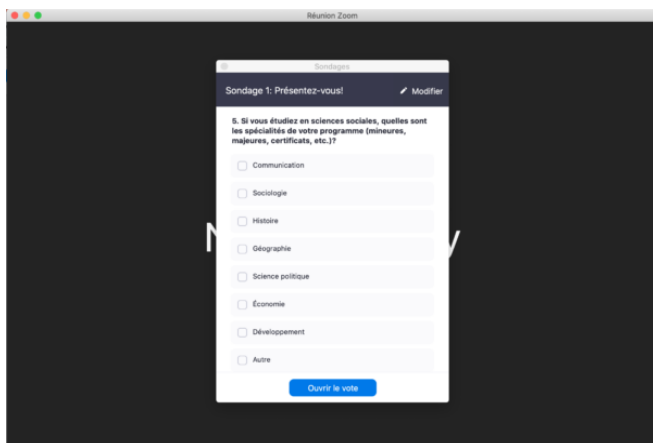 Réunion Zoom
Sondages
Sondage 1: Présentez-vous!
Modifier
5. Si vous étudiez en sciences sociales, quelles sont
les spécialités de votre programme (mineures,
majeures, certificats, etc.)?
Communication
Sociologie
Histoire
Géographie
Science politique
Économie
Développement
Autre
Ouvrir le vote